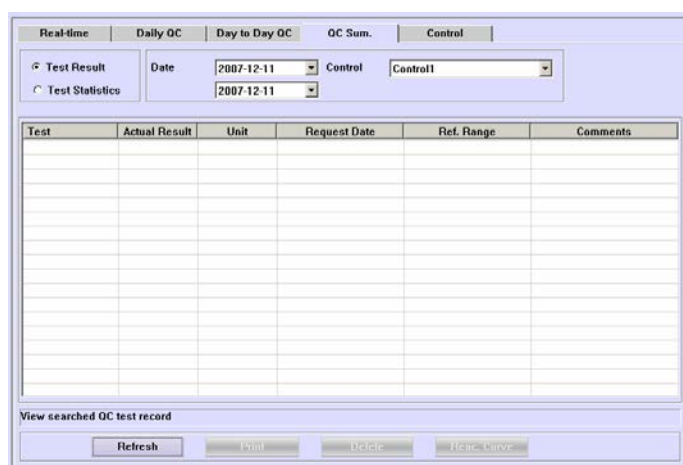 Real-time Daily QC Day to Day QC QC Sum. Control
Test Result Date 2007-12-11 Control Control1
Test Statistics 2007-12-11
Test Actual Result Unit Request Date Ref. Range Comments
View searched QC test record
Refresh Print Delete Reac. Curve